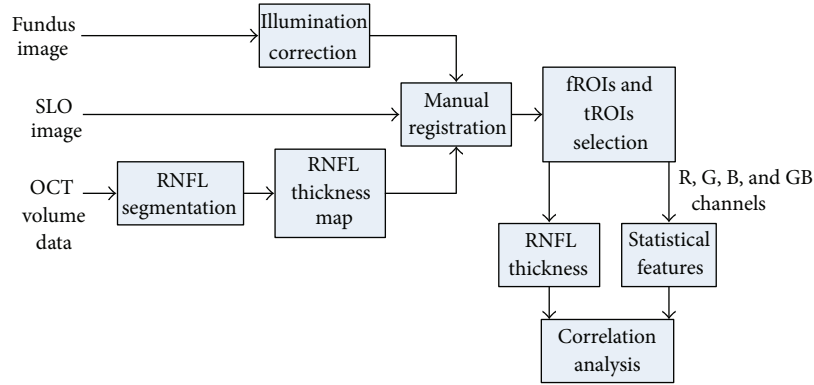 Fundus
image
Illumination
correction
SLO
image
Manual
registration
fROIs and
tROIs
selection
OCT
volume
data
RNFL
segmentation
RNFL
thickness
map
R, G, B, and GB
channels
RNFL
thickness
Statistical
features
Correlation
analysis